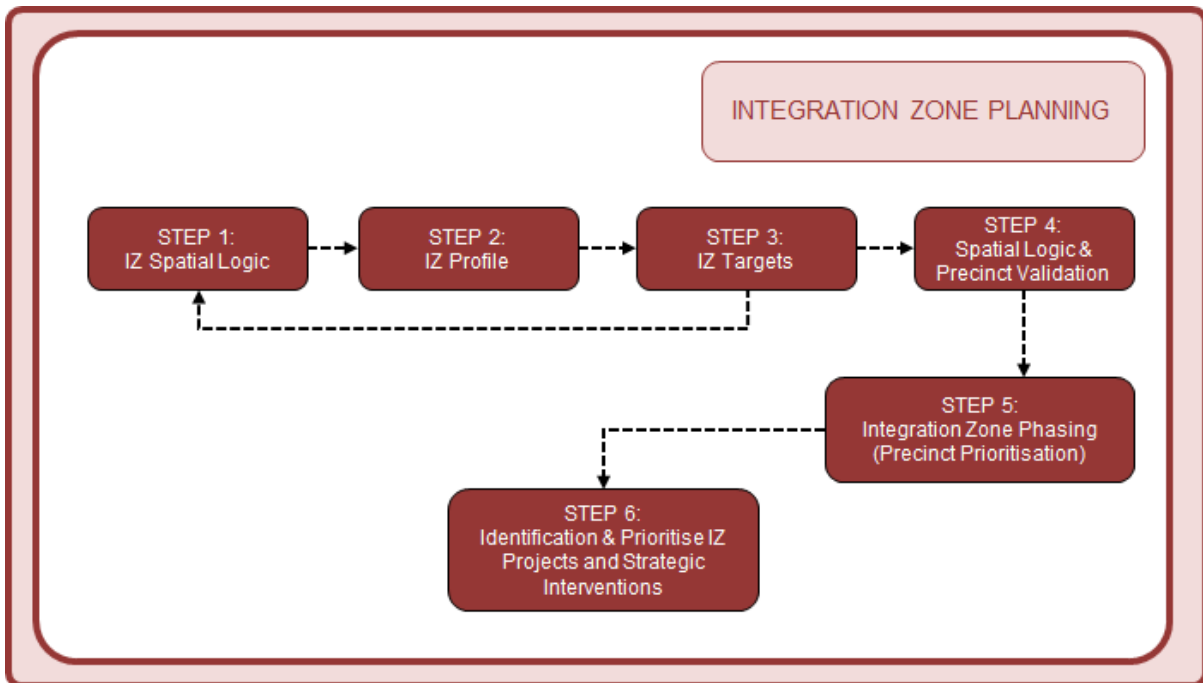 INTEGRATION ZONE PLANNING
STEP 1:
IZ Spatial Logic
STEP 2:
IZ Profile
STEP 3:
IZ Targets
STEP 4:
Spatial Logic &
Precinct Validation
STEP 5:
Integration Zone Phasing
(Precinct Prioritisation)
STEP 6:
Identification & Prioritise IZ
Projects and Strategic
Interventions